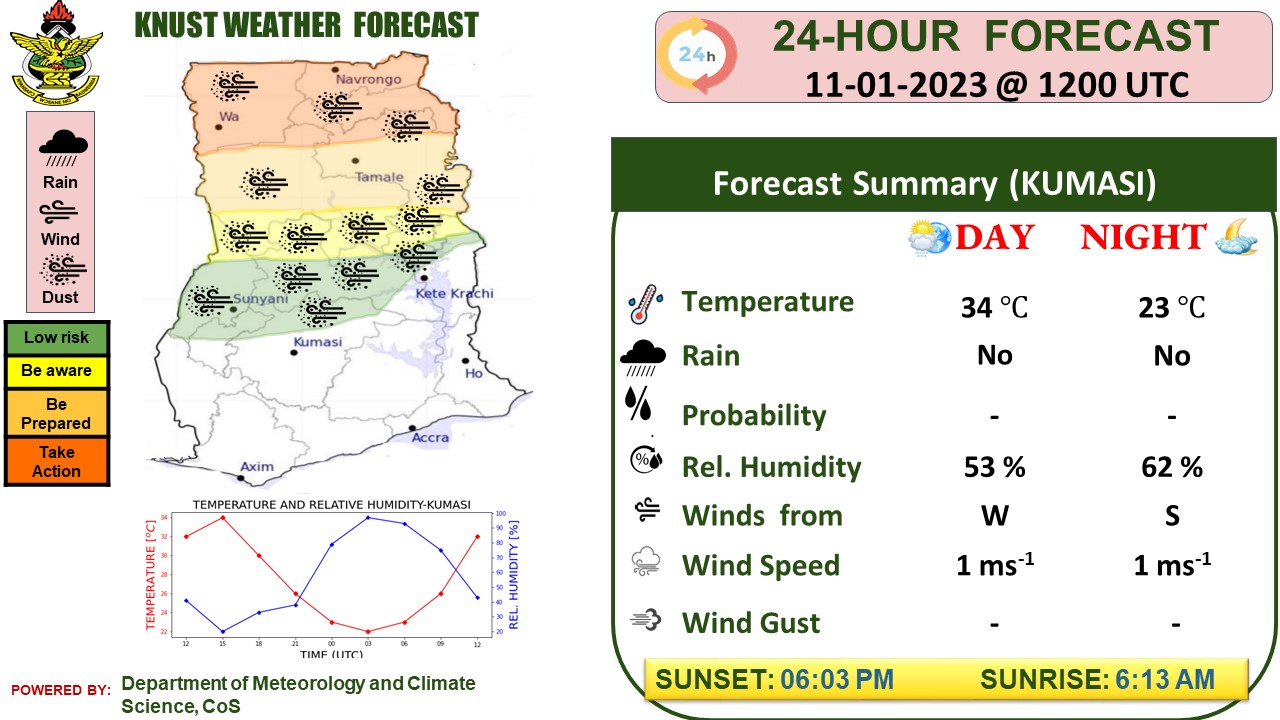 KNUST WEATHER FORECAST
24h
24-HOUR FORECAST
11-01-2023 @ 1200 UTC
Rain
Wind
Dust
Low risk
Be aware
Be
Prepared
Take
Action
Navrongo
Wa
Tamale
Sunyani
Kete Krachi
Kumasi
Ho
Accra
Axim
Forecast Summary (KUMASI)
DAY NIGHT
Temperature 34 °C 23 °C
Rain No No
Probability - -
Rel. Humidity 53 % 62 %
Winds from W S
Wind Speed 1 ms-1 1 ms-1
Wind Gust - -
SUNSET: 06:03 PM SUNRISE: 6:13 AM
TEMPERATURE AND RELATIVE HUMIDITY-KUMASI
TEMPERATURE [°C]
34
32
30
28
26
24
22
100
90
80
70
60
50
40
30
20
REL. HUMIDITY [%]
12 15 18 21 00 03 06 09 12
TIME (UTC)
POWERED BY: Department of Meteorology and Climate
Science, CoS